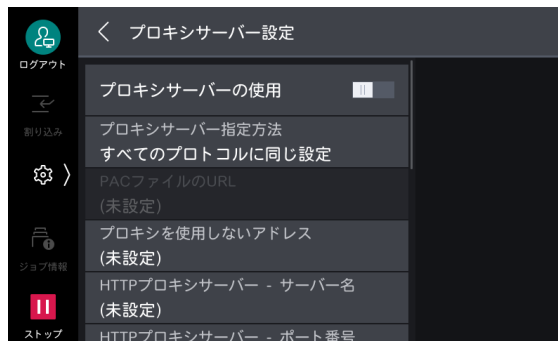 プロキシサーバー設定
ログアウト
プロキシサーバーの使用
割り込み
プロキシサーバー指定方法
すべてのプロトコルに同じ設定
PACファイルのURL
(未設定)
プロキシを使用しないアドレス
(未設定)
ジョブ情報
HTTPプロキシサーバー - サーバー名
(未設定)
ストップ
HTTPプロキシサーバー - ポート番号